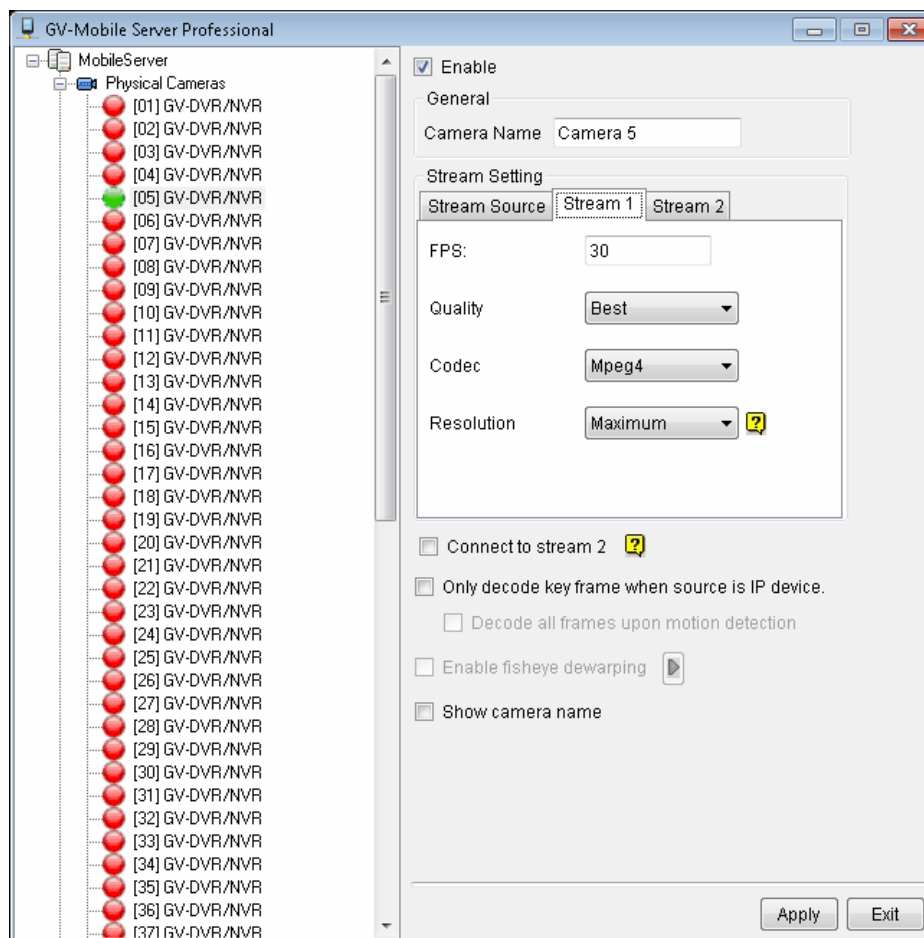 GV-Mobile Server Professional
MobileServer
Physical Cameras
[01] GV-DVR/NVR
[02] GV-DVR/NVR
[03] GV-DVR/NVR
[04] GV-DVR/NVR
[05] GV-DVR/NVR
[06] GV-DVR/NVR
[07] GV-DVR/NVR
[08] GV-DVR/NVR
[09] GV-DVR/NVR
[10] GV-DVR/NVR
[11] GV-DVR/NVR
[12] GV-DVR/NVR
[13] GV-DVR/NVR
[14] GV-DVR/NVR
[15] GV-DVR/NVR
[16] GV-DVR/NVR
[17] GV-DVR/NVR
[18] GV-DVR/NVR
[19] GV-DVR/NVR
[20] GV-DVR/NVR
[21] GV-DVR/NVR
[22] GV-DVR/NVR
[23] GV-DVR/NVR
[24] GV-DVR/NVR
[25] GV-DVR/NVR
[26] GV-DVR/NVR
[27] GV-DVR/NVR
[28] GV-DVR/NVR
[29] GV-DVR/NVR
[30] GV-DVR/NVR
[31] GV-DVR/NVR
[32] GV-DVR/NVR
[33] GV-DVR/NVR
[34] GV-DVR/NVR
[35] GV-DVR/NVR
[36] GV-DVR/NVR
[37] GV-DVR/NVR
Enable
General
Camera Name Camera 5
Stream Setting
Stream Source Stream 1 Stream 2
FPS: 30
Quality Best
Codec Mpeg4
Resolution Maximum ?
Connect to stream 2 ?
Only decode key frame when source is IP device.
Decode all frames upon motion detection
Enable fisheye dewarping
Show camera name
Apply Exit